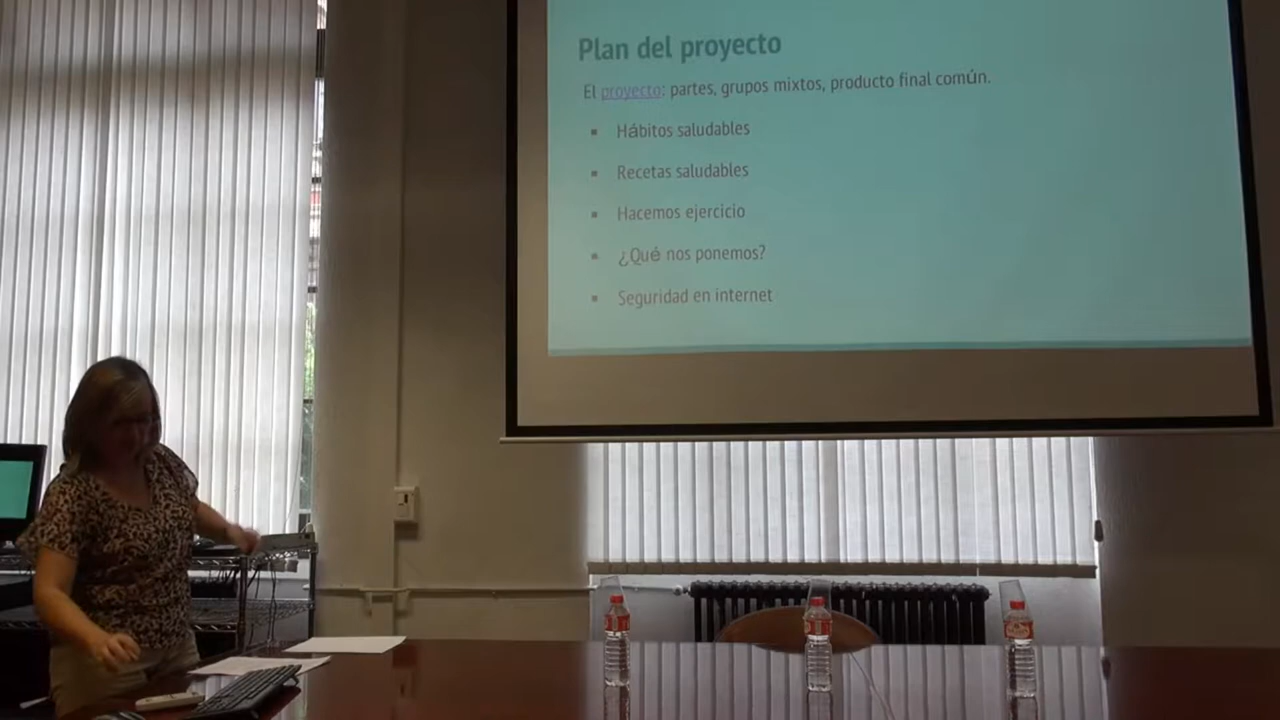 Plan del proyecto
El proyecto: partes, grupos mixtos, producto final común.
▪ Hábitos saludables
▪ Recetas saludables
▪ Hacemos ejercicio
▪ ¿Qué nos ponemos?
▪ Seguridad en internet